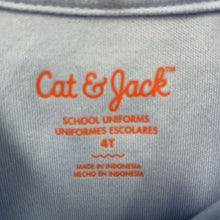 Cat & Jack™
SCHOOL UNIFORMS
UNIFORMES ESCOLARES
4T
MADE IN INDONESIA
HECHO EN INDONESIA